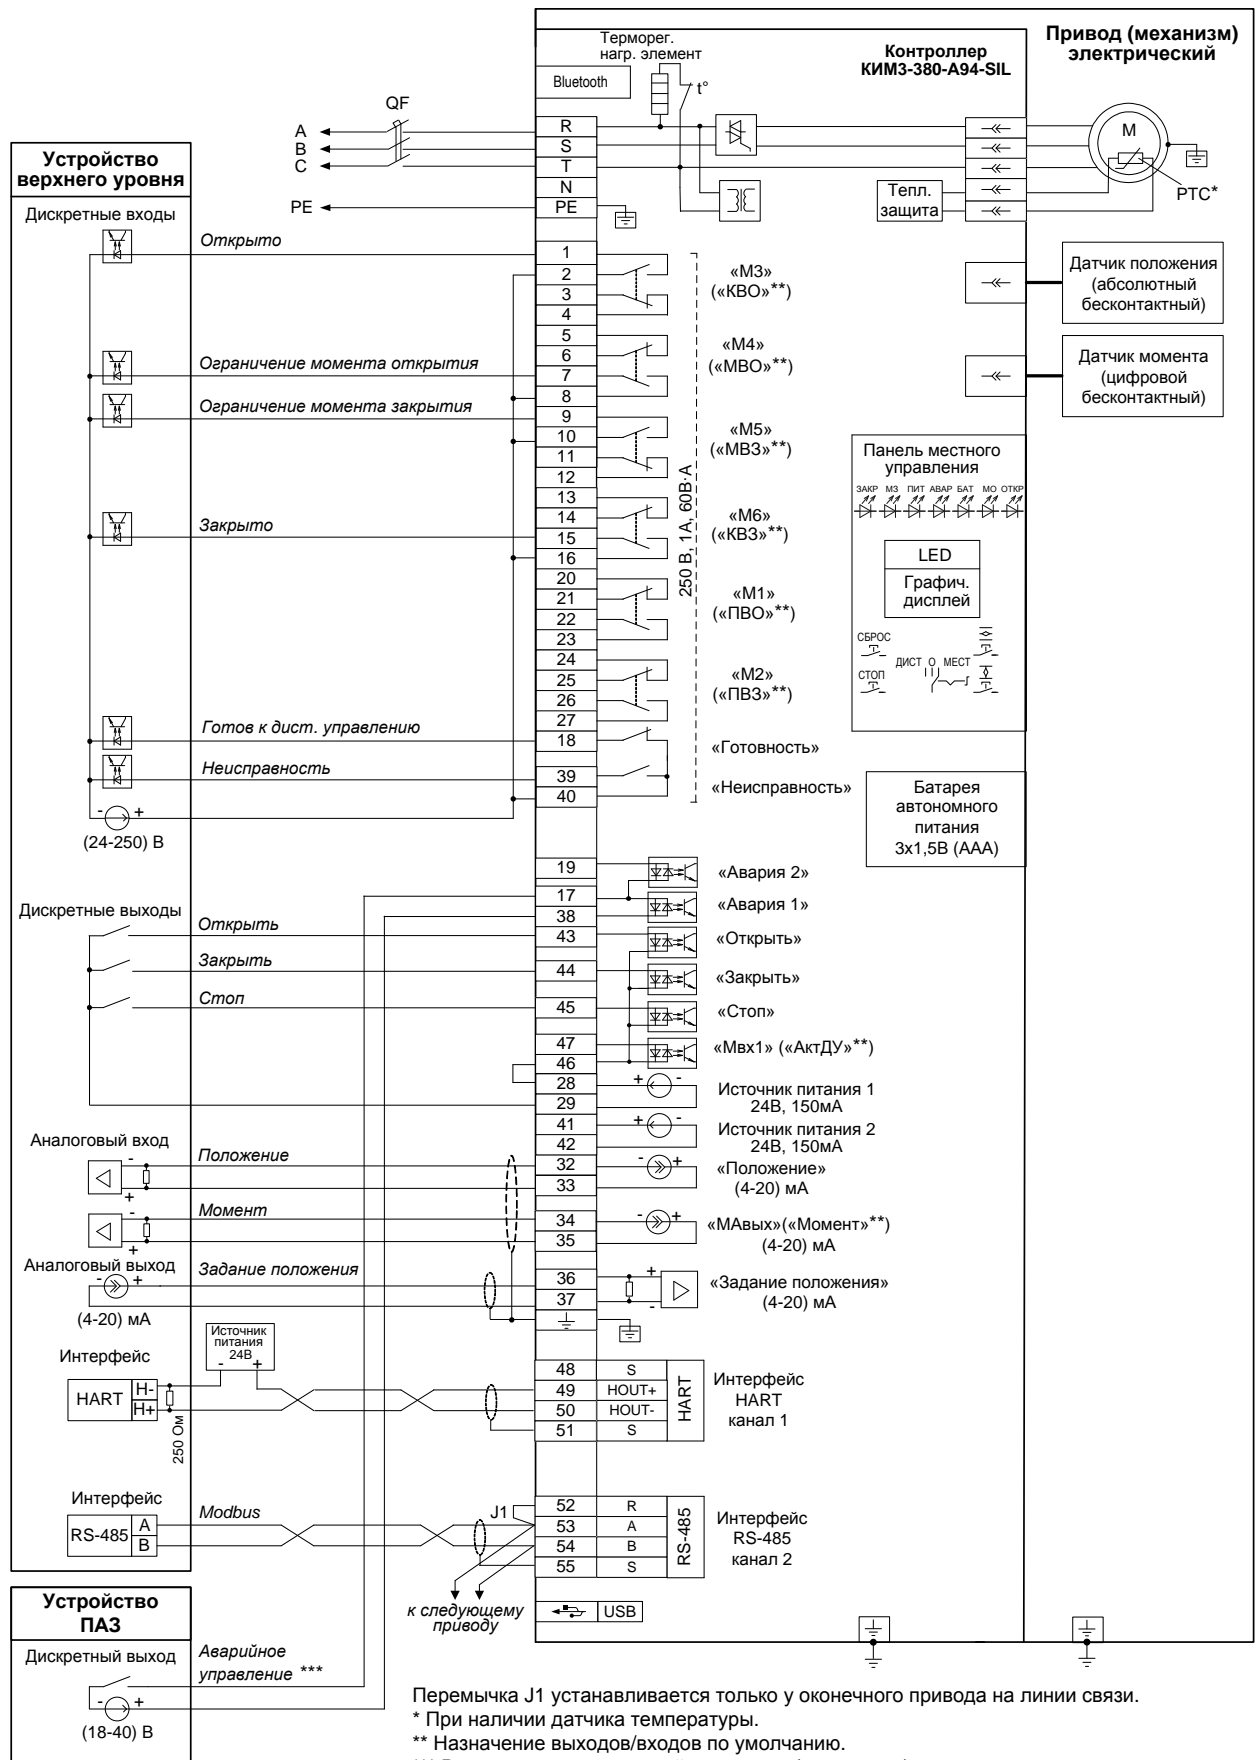 Привод (механизм)
электрический
Контроллер
КИМ3-380-А94-SIL
Терморег.
нагр. элемент
Bluetooth
t°
QF
A
B
C
PE
R
S
T
N
PE
Тепл.
защита
M
PTC*
Устройство
верхнего уровня
Дискретные входы
Открыто
Ограничение момента открытия
Ограничение момента закрытия
Закрыто
Готов к дист. управлению
Неисправность
- +
(24-250) В
1
2
3
4
5
6
7
8
9
10
11
12
13
14
15
16
20
21
22
23
24
25
26
27
18
39
40
«М3»
(«КВО»**)
«М4»
(«МВО»**)
«М5»
(«МВЗ»**)
«М6»
(«КВЗ»**)
«М1»
(«ПВО»**)
«М2»
(«ПВЗ»**)
«Готовность»
«Неисправность»
250 В, 1А, 60В·А
Датчик положения
(абсолютный
бесконтактный)
Датчик момента
(цифровой
бесконтактный)
Панель местного
управления
ЗАКР МЗ ПИТ АВАР БАТ МО ОТКР
LED
Графич.
дисплей
СБРОС
СТОП
ДИСТ О МЕСТ
Батарея
автономного
питания
3х1,5В (ААА)
Дискретные выходы
Открыть
Закрыть
Стоп
19
17
38
43
44
45
47
46
28
29
41
42
32
33
34
35
36
37
«Авария 2»
«Авария 1»
«Открыть»
«Закрыть»
«Стоп»
«Мвх1» («АктДУ»**)
+ -
Источник питания 1
24В, 150мА
+ -
Источник питания 2
24В, 150мА
- +
«Положение»
(4-20) мА
- +
«МАвых»(«Момент»**)
(4-20) мА
+
-
«Задание положения»
(4-20) мА
Аналоговый вход
-
+
Положение
-
+
Момент
Аналоговый выход
- +
Задание положения
(4-20) мА
Источник
питания
24В
- +
Интерфейс
HART
H-
H+
250 Ом
48 S
49 HOUT+
50 HOUT-
51 S
HART
Интерфейс
HART
канал 1
Интерфейс
RS-485
A
B
Modbus
J1
52 R
53 A
54 B
55 S
RS-485
Интерфейс
RS-485
канал 2
к следующему
приводу
USB
Устройство
ПАЗ
Дискретный выход
- +
(18-40) В
Аварийное
управление ***
Перемычка J1 устанавливается только у оконечного привода на линии связи.
* При наличии датчика температуры.
** Назначение выходов/входов по умолчанию.